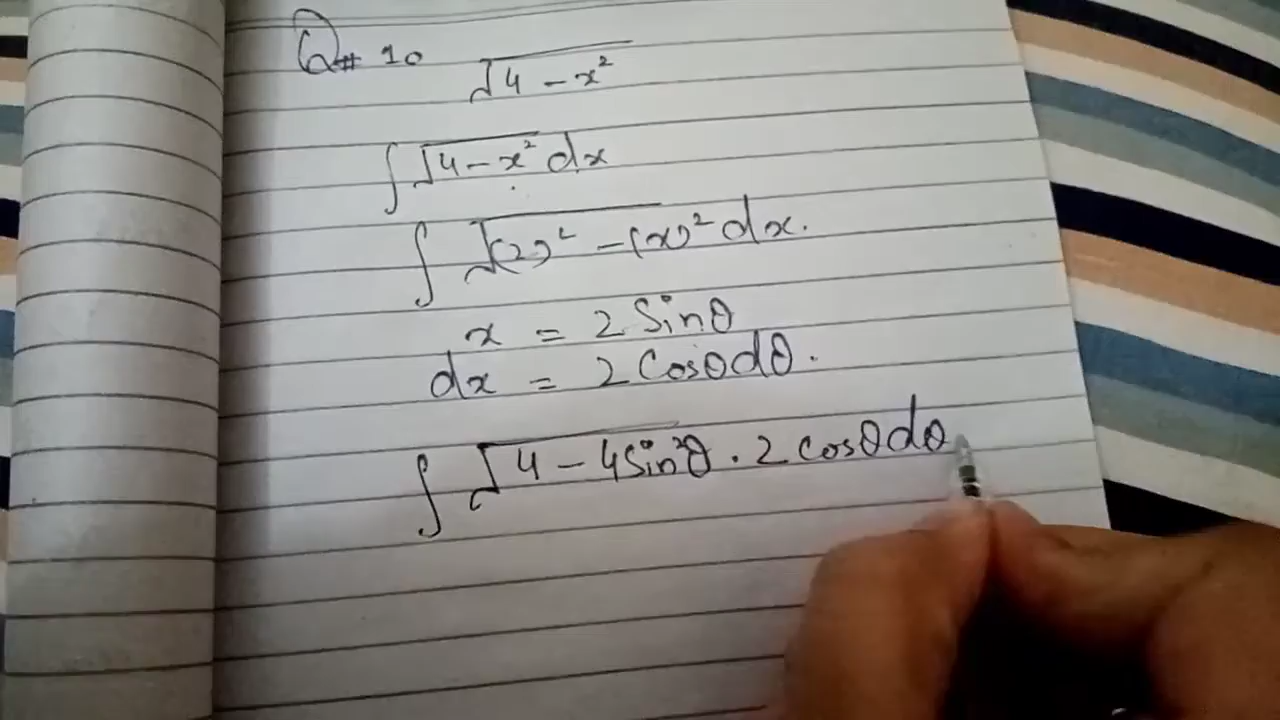 Q# 10 √4 - x²
∫√4-x² dx
∫ √(2)² - (x)² dx.
x = 2 Sinθ
dx = 2 Cosθdθ.
∫ √4 - 4Sin²θ . 2 cosθdθ